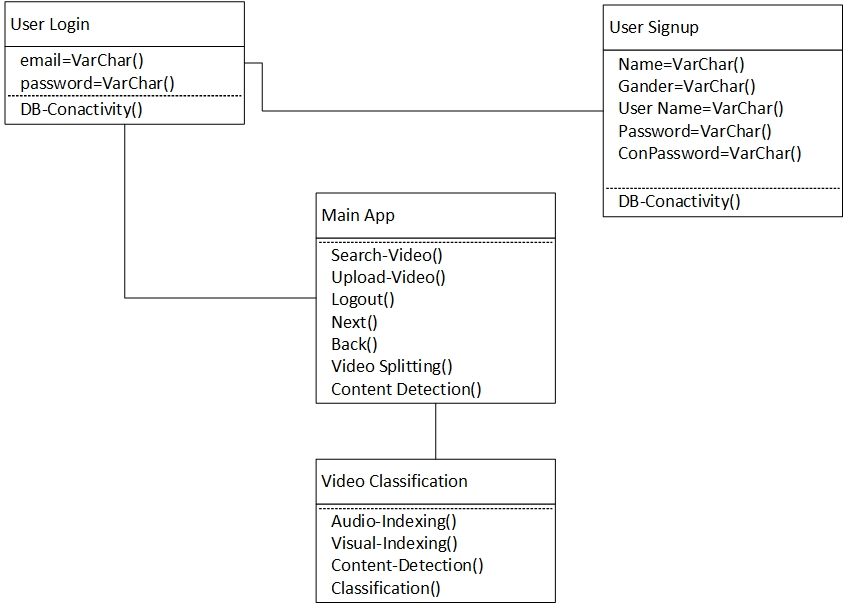 User Login
email=VarChar()
password=VarChar()
DB-Conactivity()
User Signup
Name=VarChar()
Gander=VarChar()
User Name=VarChar()
Password=VarChar()
ConPassword=VarChar()
DB-Conactivity()
Main App
Search-Video()
Upload-Video()
Logout()
Next()
Back()
Video Splitting()
Content Detection()
Video Classification
Audio-Indexing()
Visual-Indexing()
Content-Detection()
Classification()